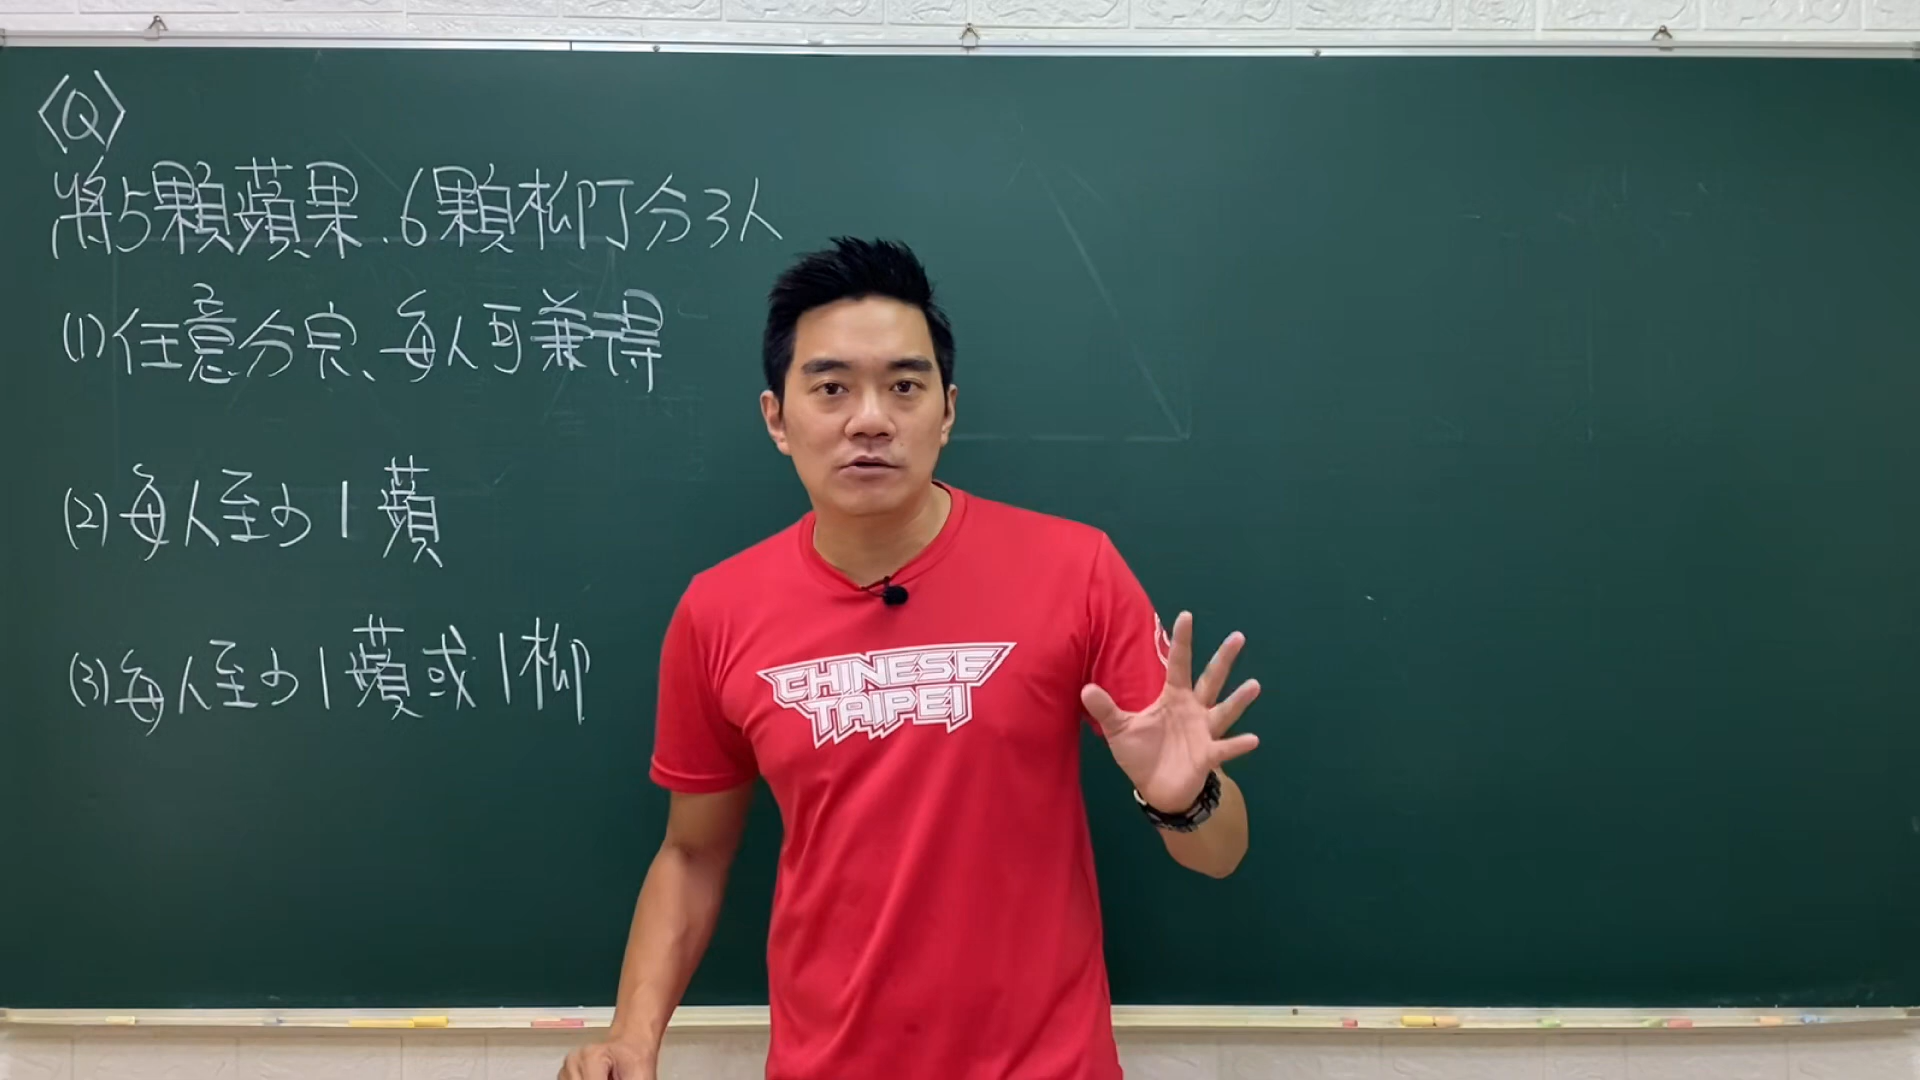 〈Q〉
將5顆蘋果.6顆柳丁分3人
(1)任意分完、每人可兼得
(2)每人至少1蘋
(3)每人至少1蘋或1柳
CHINESE
TAIPEI